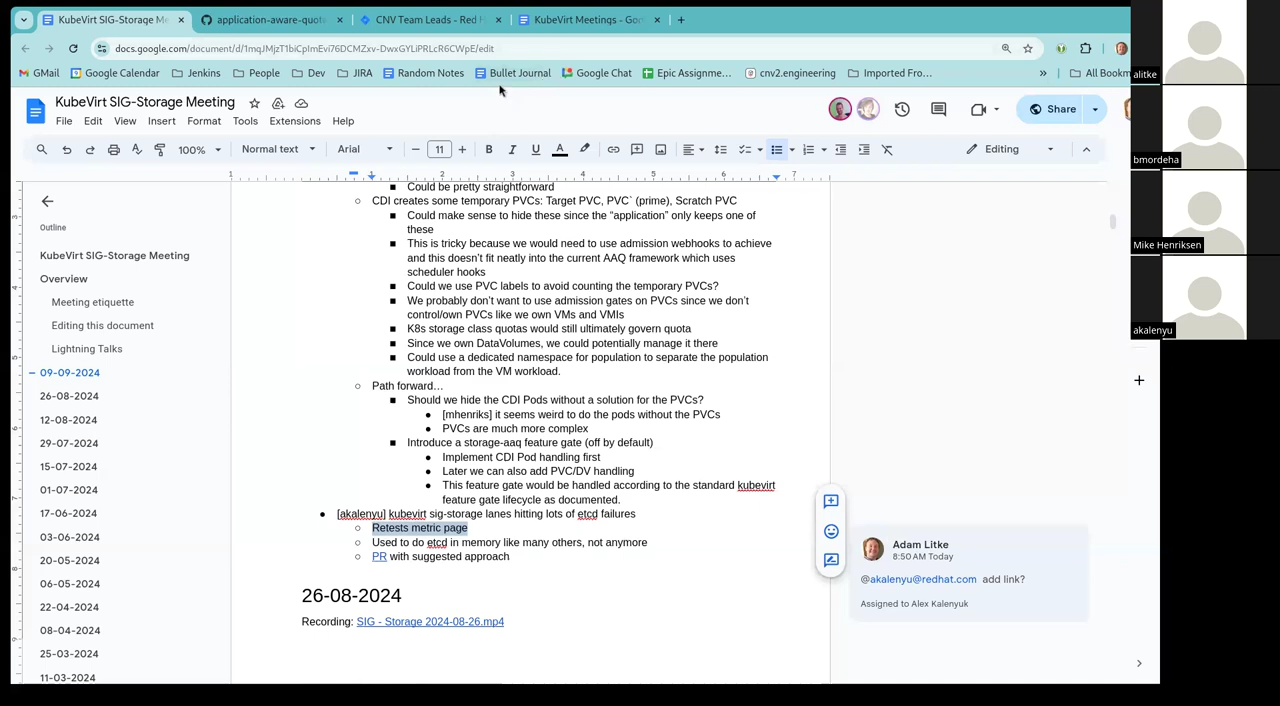 KubeVirt SIG-Storage Me
application-aware-quot
CNV Team Leads - Red H
KubeVirt Meetings - Goo
docs.google.com/document/d/1mqJMjzT1biCpImEvi76DCMZxv-DwxGYLiPRLcR6CWpE/edit
GMail
Google Calendar
Jenkins
People
Dev
JIRA
Random Notes
Bullet Journal
Google Chat
Epic Assignme...
cnv2.engineering
Imported Fro...
All Bookm
KubeVirt SIG-Storage Meeting
File Edit View Insert Format Tools Extensions Help
Share
100% Normal text Arial 11 B I U A Editing
1 1 2 3 4 5 6 7
Outline
KubeVirt SIG-Storage Meeting
Overview
Meeting etiquette
Editing this document
Lightning Talks
09-09-2024
26-08-2024
12-08-2024
29-07-2024
15-07-2024
01-07-2024
17-06-2024
03-06-2024
20-05-2024
06-05-2024
22-04-2024
08-04-2024
25-03-2024
11-03-2024
3
4
5
6
7
8
9
Could be pretty straightforward
CDI creates some temporary PVCs: Target PVC, PVC` (prime), Scratch PVC
Could make sense to hide these since the “application” only keeps one of
these
This is tricky because we would need to use admission webhooks to achieve
and this doesn’t fit neatly into the current AAQ framework which uses
scheduler hooks
Could we use PVC labels to avoid counting the temporary PVCs?
We probably don’t want to use admission gates on PVCs since we don’t
control/own PVCs like we own VMs and VMIs
K8s storage class quotas would still ultimately govern quota
Since we own DataVolumes, we could potentially manage it there
Could use a dedicated namespace for population to separate the population
workload from the VM workload.
Path forward…
Should we hide the CDI Pods without a solution for the PVCs?
[mhenriks] it seems weird to do the pods without the PVCs
PVCs are much more complex
Introduce a storage-aaq feature gate (off by default)
Implement CDI Pod handling first
Later we can also add PVC/DV handling
This feature gate would be handled according to the standard kubevirt
feature gate lifecycle as documented.
[akalenyu] kubevirt sig-storage lanes hitting lots of etcd failures
Retests metric page
Used to do etcd in memory like many others, not anymore
PR with suggested approach
26-08-2024
Recording: SIG - Storage 2024-08-26.mp4
Adam Litke
8:50 AM Today
@akalenyu@redhat.com add link?
Assigned to Alex Kalenyuk
alitke
bmordeha
Mike Henriksen
akalenyu